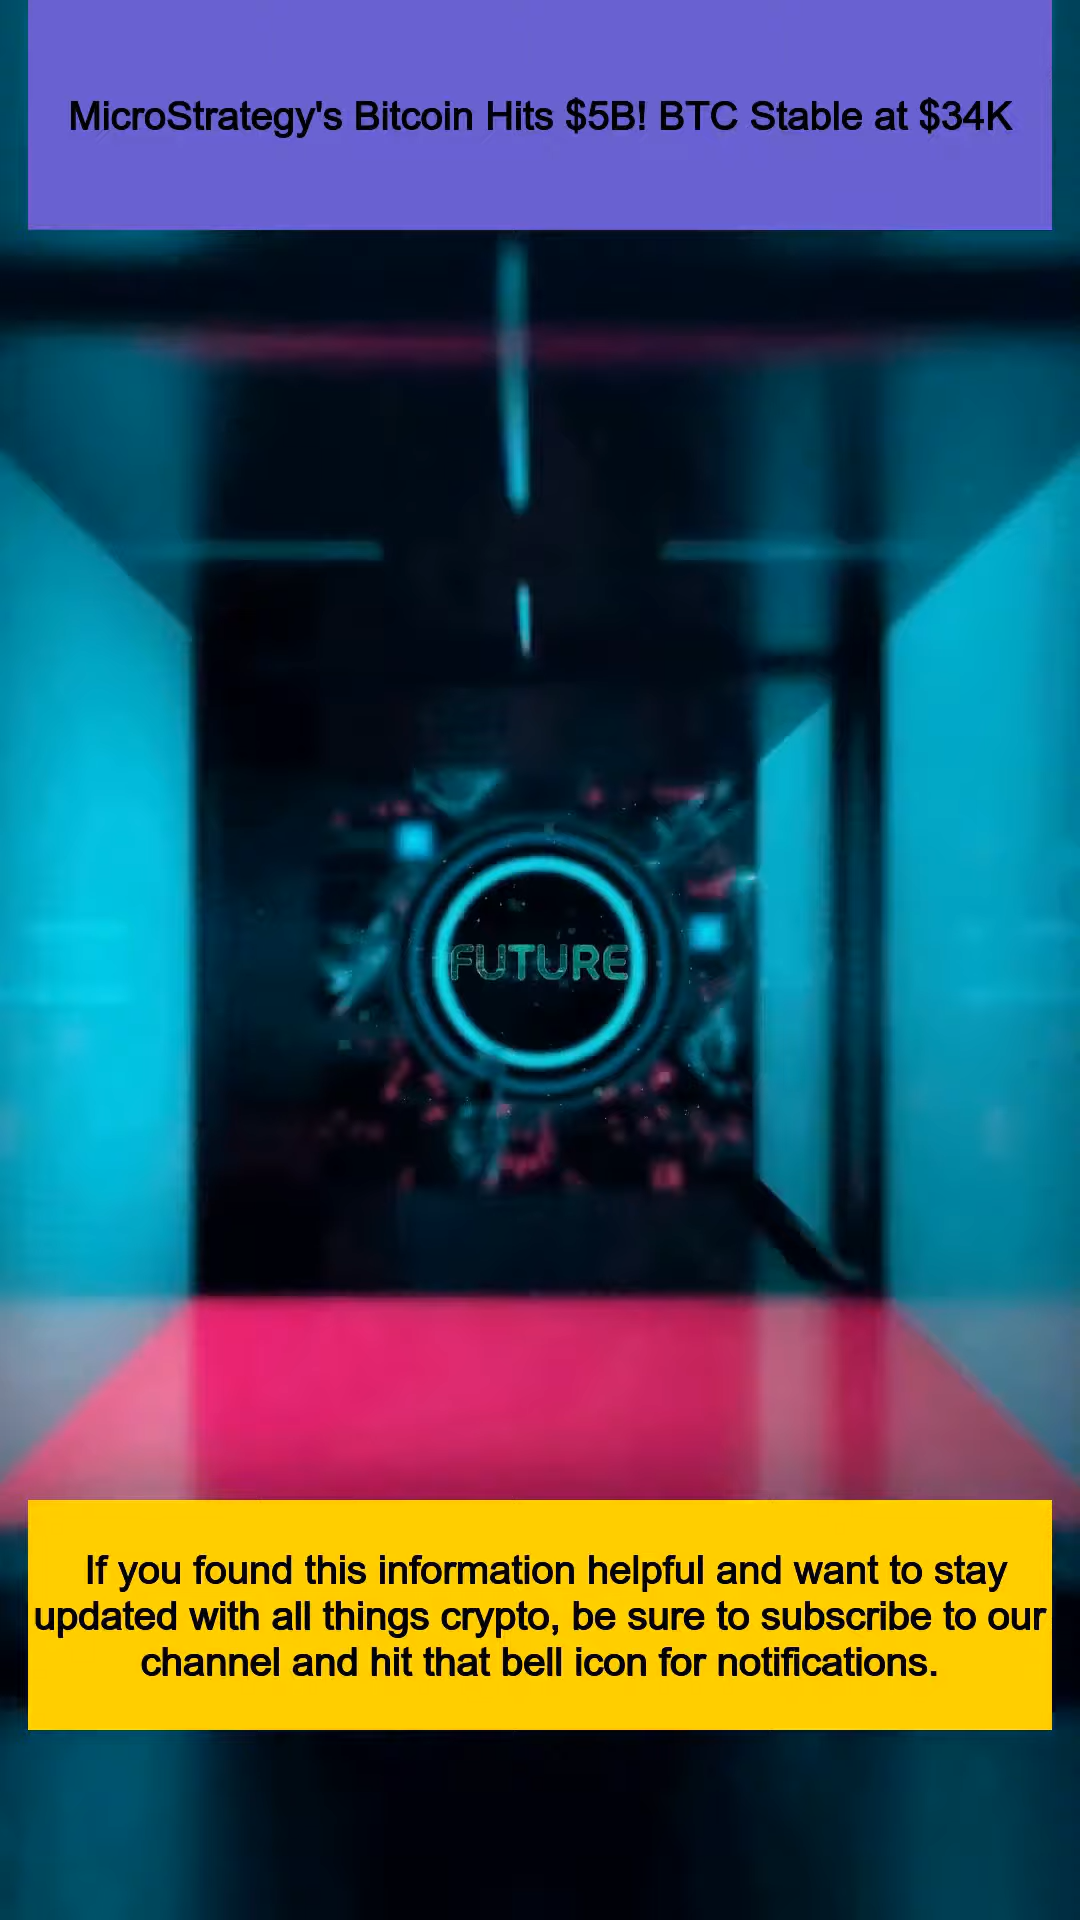 MicroStrategy's Bitcoin Hits $5B! BTC Stable at $34K
FUTURE
If you found this information helpful and want to stay
updated with all things crypto, be sure to subscribe to our
channel and hit that bell icon for notifications.